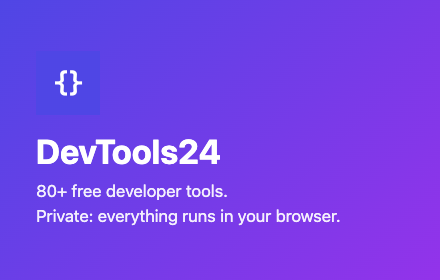 {}
DevTools24
80+ free developer tools.
Private: everything runs in your browser.